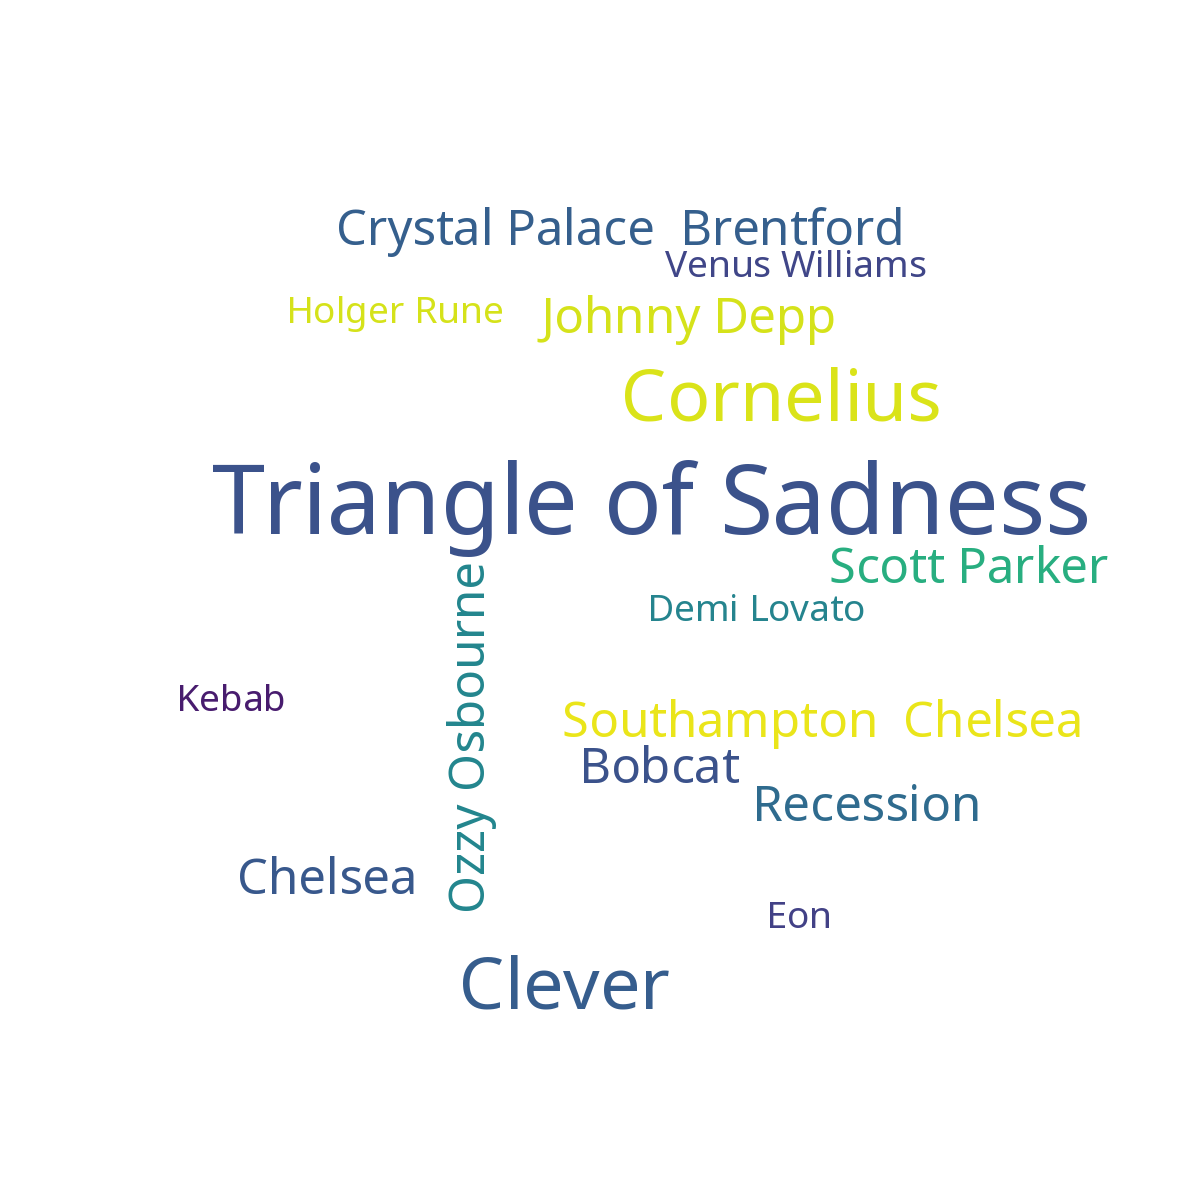 Crystal Palace Brentford
Venus Williams
Holger Rune
Johnny Depp
Cornelius
Triangle of Sadness
Scott Parker
Ozzy Osbourne
Demi Lovato
Kebab
Southampton Chelsea
Bobcat
Recession
Chelsea
Eon
Clever